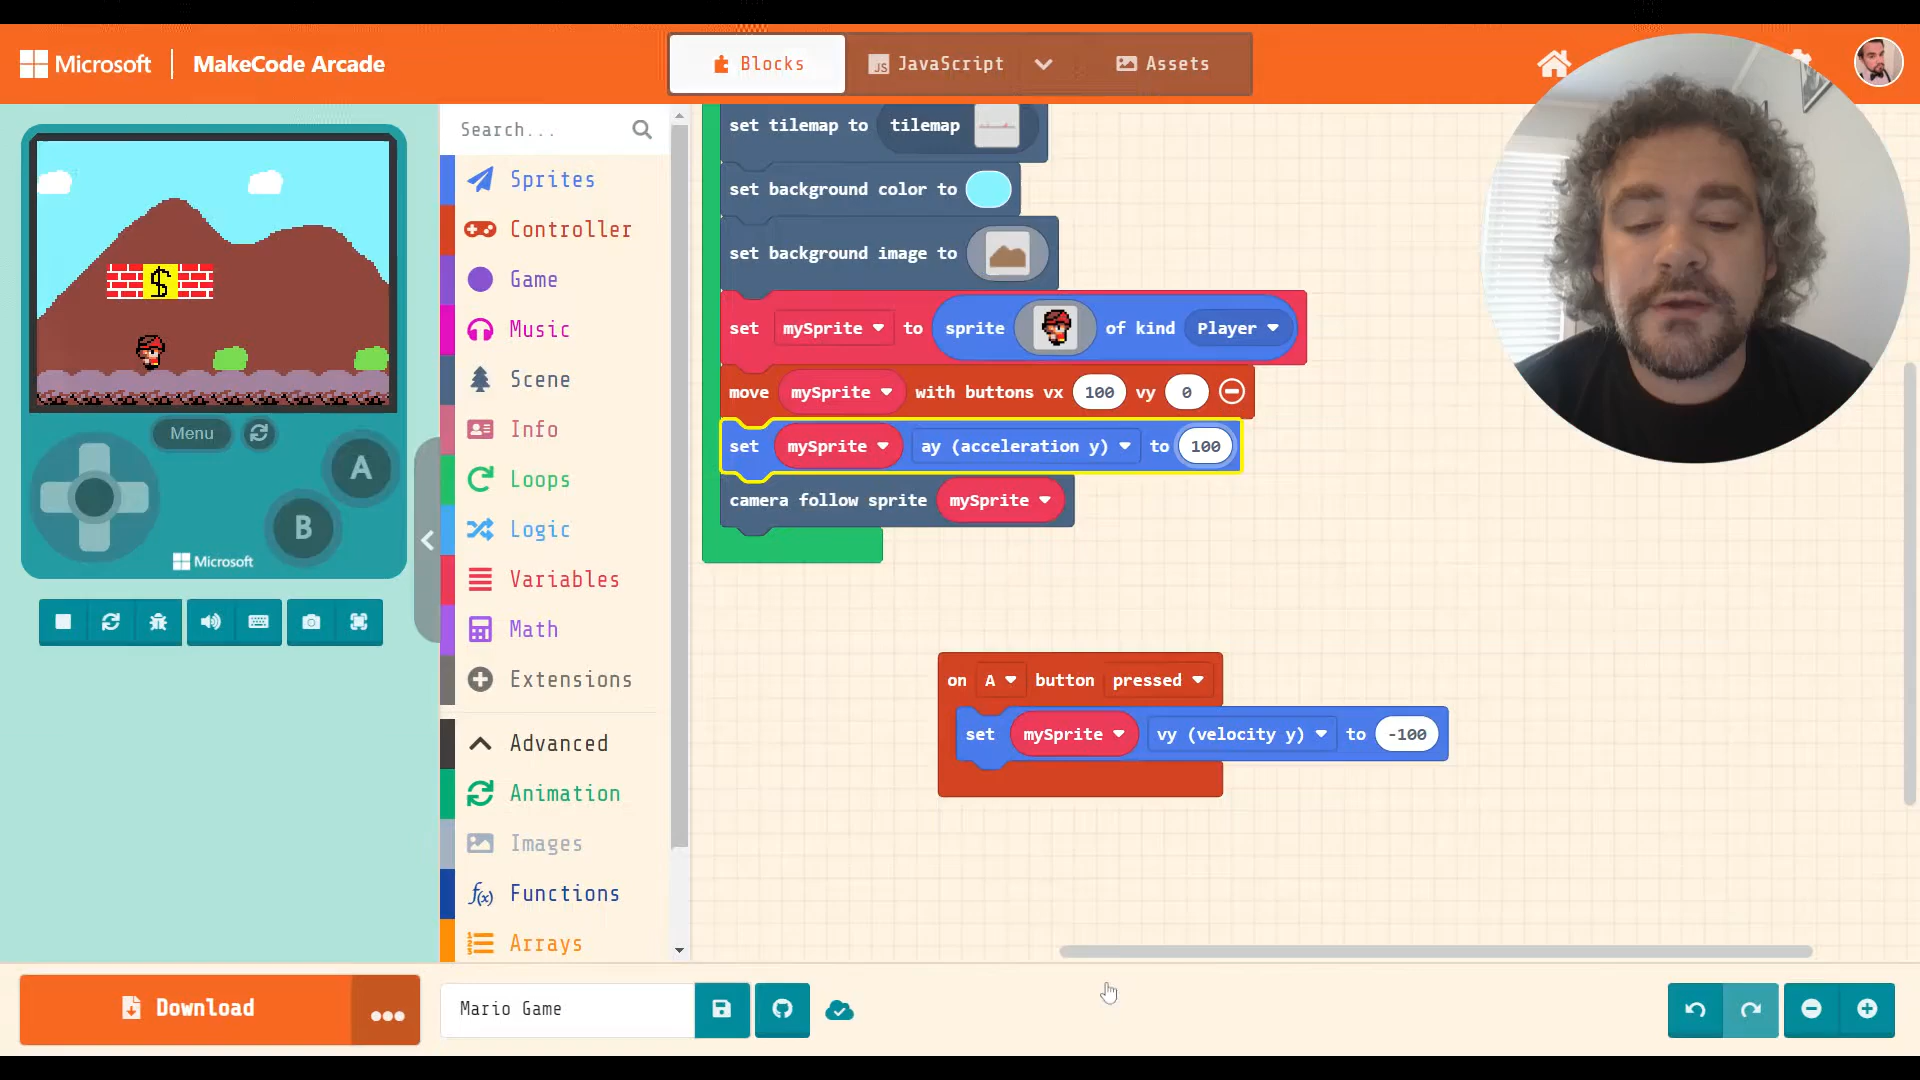 Microsoft
MakeCode Arcade
Blocks
JS
JavaScript
Assets
$
Menu
A
B
Microsoft
Search...
Sprites
Controller
Game
Music
Scene
Info
Loops
Logic
Variables
Math
Extensions
Advanced
Animation
Images
f(x) Functions
Arrays
set tilemap to tilemap
set background color to
set background image to
set mySprite to sprite of kind Player
move mySprite with buttons vx 100 vy 0
set mySprite ay (acceleration y) to 100
camera follow sprite mySprite
on A button pressed
set mySprite vy (velocity y) to -100
Download
Mario Game